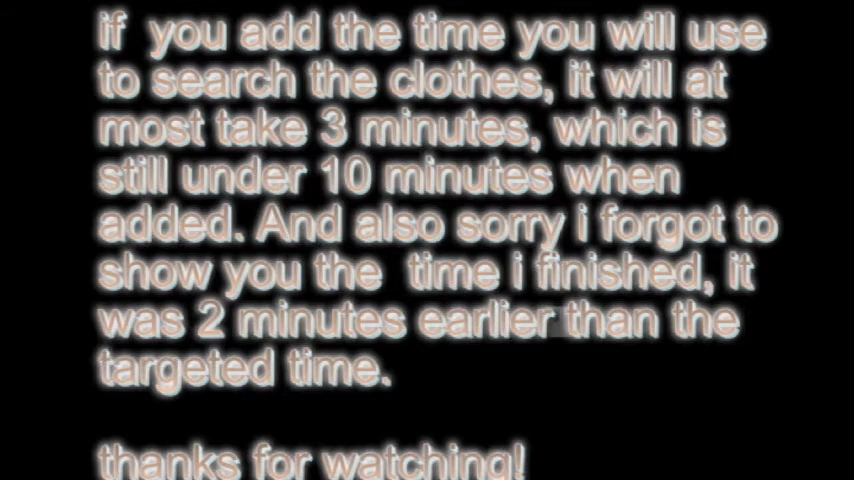 if  you add the time you will use
to search the clothes, it will at
most take 3 minutes, which is
still under 10 minutes when
added. And also sorry i forgot to
show you the  time i finished, it
was 2 minutes earlier than the
targeted time.

thanks for watching!